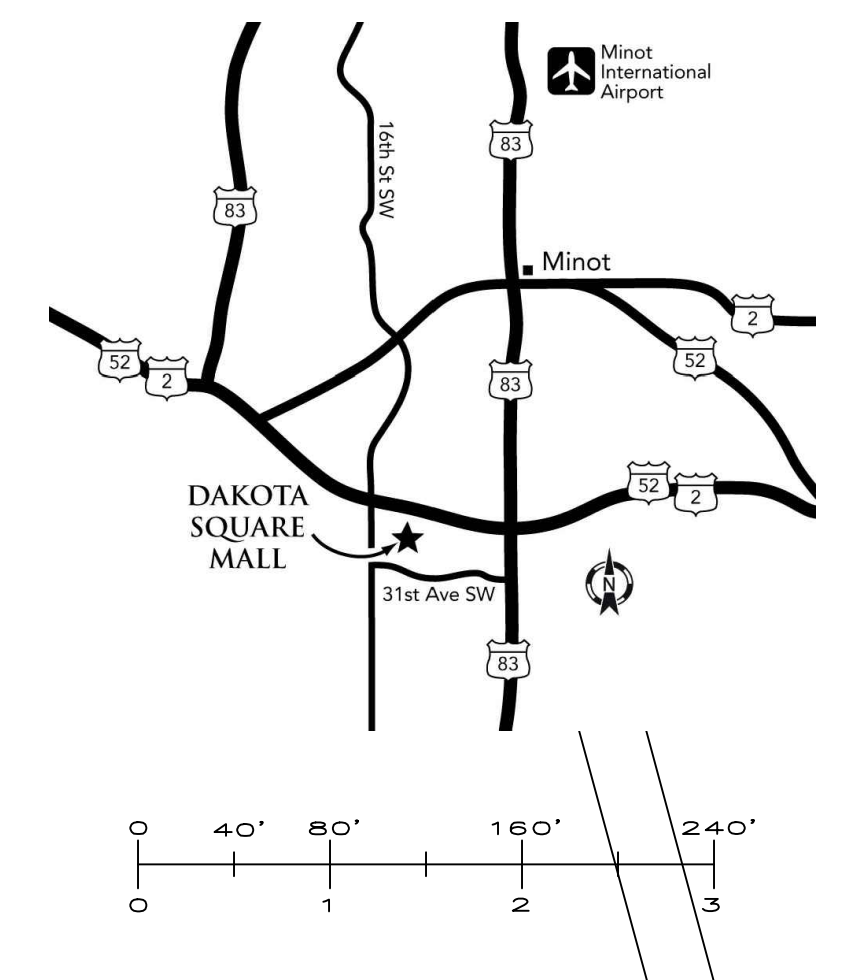 Minot
International
Airport
16th St SW
83
83
Minot
2
52
52
2
83
52
2
DAKOTA
SQUARE
MALL
N
31st Ave SW
83
0 40' 80' 160' 240'
0 1 2 3